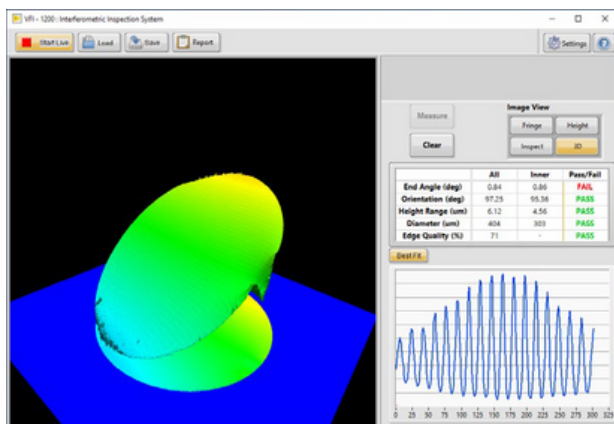 VFI - 1200 : Interferometric Inspection System
Start Live Load Save Report Settings
Measure
Clear
Image View
Fringe Height
Inspect 3D
All Inner Pass/Fail
End Angle (deg) 0.84 0.86 FAIL
Orientation (deg) 97.25 95.38 PASS
Height Range (um) 6.12 4.56 PASS
Diameter (um) 404 303 PASS
Edge Quality (%) 71 - PASS
Best Fit
0 25 50 75 100 125 150 175 200 225 250 275 300 325